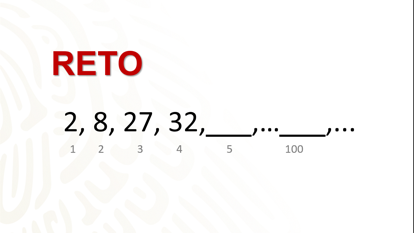 RETO
2, 8, 27, 32,____,...____,...
1 2 3 4 5 100